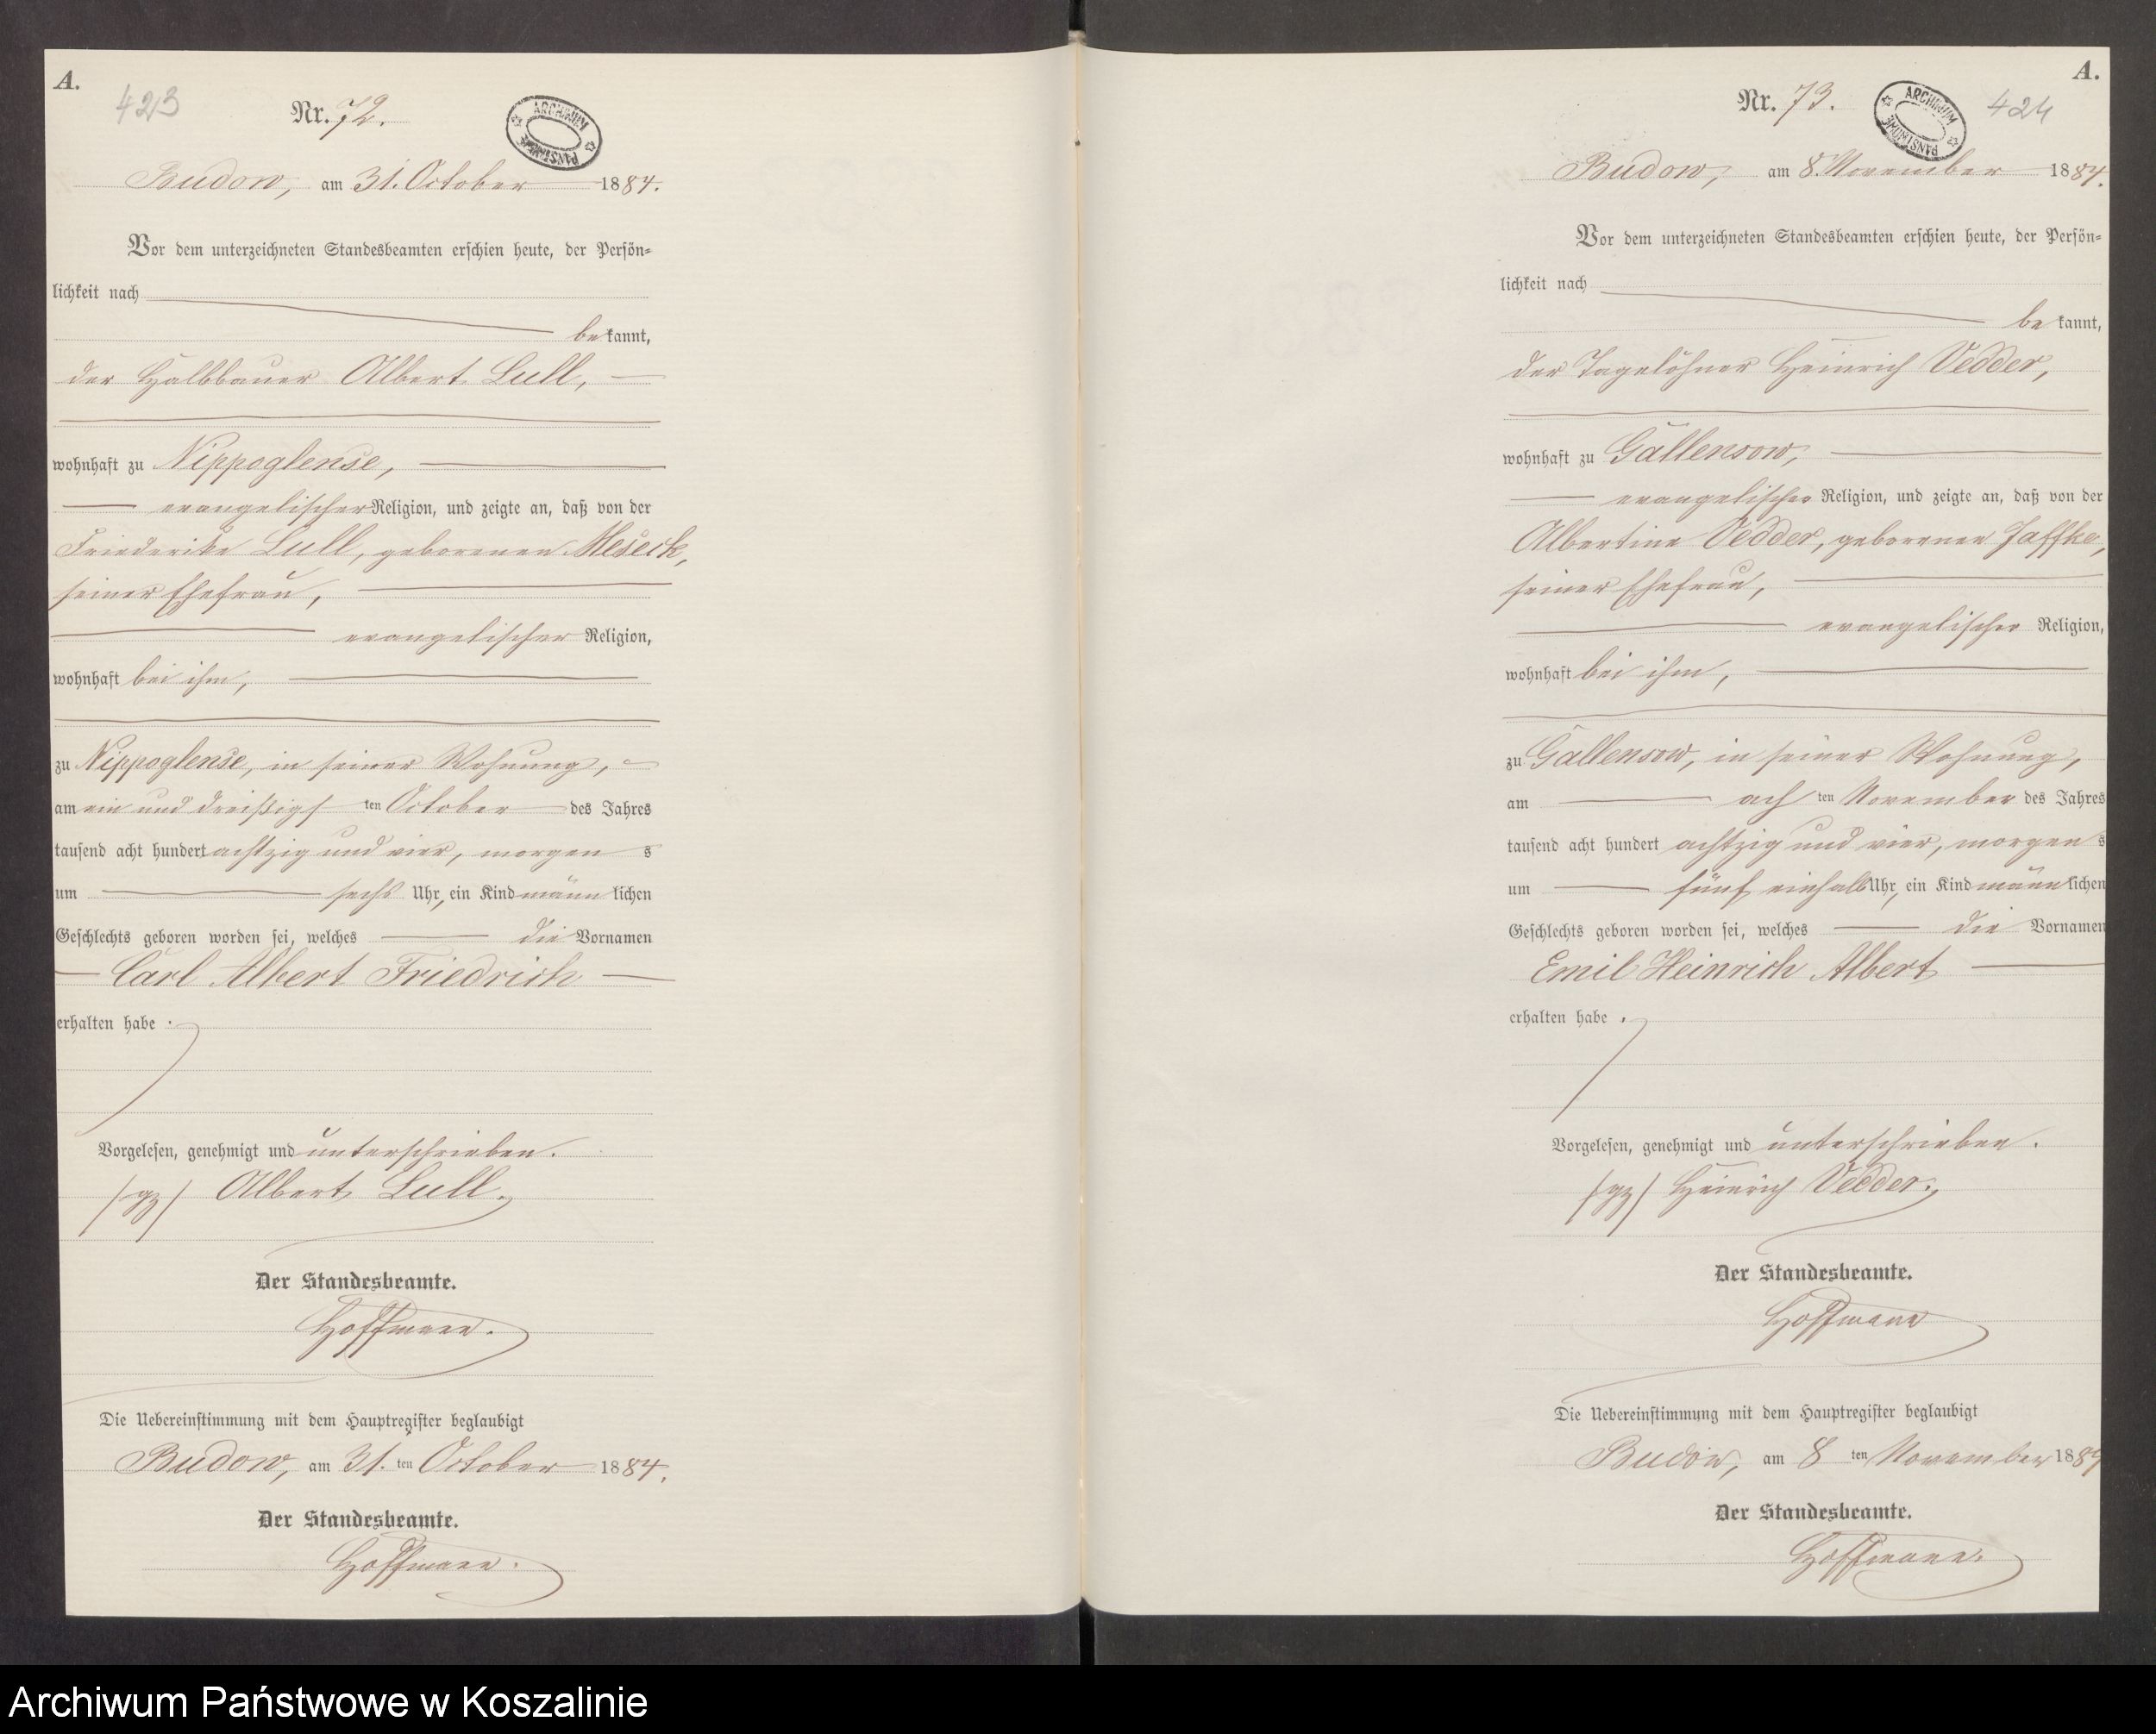 A.
423
Nr. 72.
ARCHIWUM PAŃSTWOWE
Budow, am 31. October 1884.
Vor dem unterzeichneten Standesbeamten erschien heute, der Persön-
lichkeit nach
bekannt,
der Halbbauer Albert Lull,
wohnhaft zu Nippoglense,
evangelischer Religion, und zeigte an, daß von der
Friederike Lull, geborenen Meseck,
seiner Ehefrau,
evangelischer Religion,
wohnhaft bei ihm,
zu Nippoglense, in seiner Wohnung,
am ein und dreißigsten October des Jahres
tausend acht hundert achtzig und vier, morgens
um sechs Uhr, ein Kind männlichen
Geschlechts geboren worden sei, welches die Vornamen
Carl Albert Friedrich
erhalten habe.
Vorgelesen, genehmigt und unterschrieben.
/gz/ Albert Lull.
Der Standesbeamte.
Hoffmann.
Die Uebereinstimmung mit dem Hauptregister beglaubigt
Budow, am 31. ten October 1884.
Der Standesbeamte.
Hoffmann.
A.
Nr. 73.
424
ARCHIWUM PAŃSTWOWE
Budow, am 8. November 1884.
Vor dem unterzeichneten Standesbeamten erschien heute, der Persön-
lichkeit nach
bekannt,
der Tagelöhner Heinrich Vedder,
wohnhaft zu Gallensow,
evangelischer Religion, und zeigte an, daß von der
Albertine Vedder, geborenen Jaffke,
seiner Ehefrau,
evangelischer Religion,
wohnhaft bei ihm,
zu Gallensow, in seiner Wohnung,
am achten November des Jahres
tausend acht hundert achtzig und vier, morgens
um fünf einhalb Uhr, ein Kind männlichen
Geschlechts geboren worden sei, welches die Vornamen
Emil Heinrich Albert
erhalten habe.
Vorgelesen, genehmigt und unterschrieben.
/gz/ Heinrich Vedder.
Der Standesbeamte.
Hoffmann
Die Uebereinstimmung mit dem Hauptregister beglaubigt
Budow, am 8 ten November 1884
Der Standesbeamte.
Hoffmann.
Archiwum Państwowe w Koszalinie